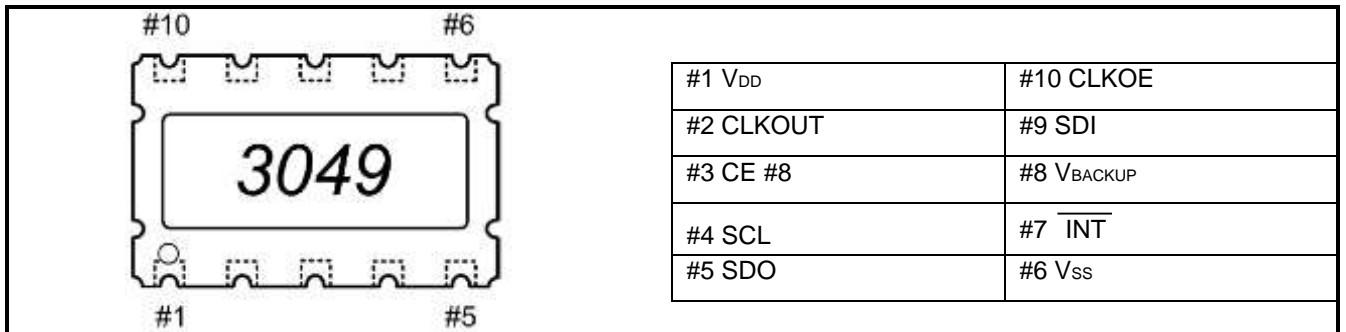 #10 #6
3049
#1 #5
#1 VDD #10 CLKOE
#2 CLKOUT #9 SDI
#3 CE #8 #8 VBACKUP
#4 SCL #7 INT
#5 SDO #6 VSS